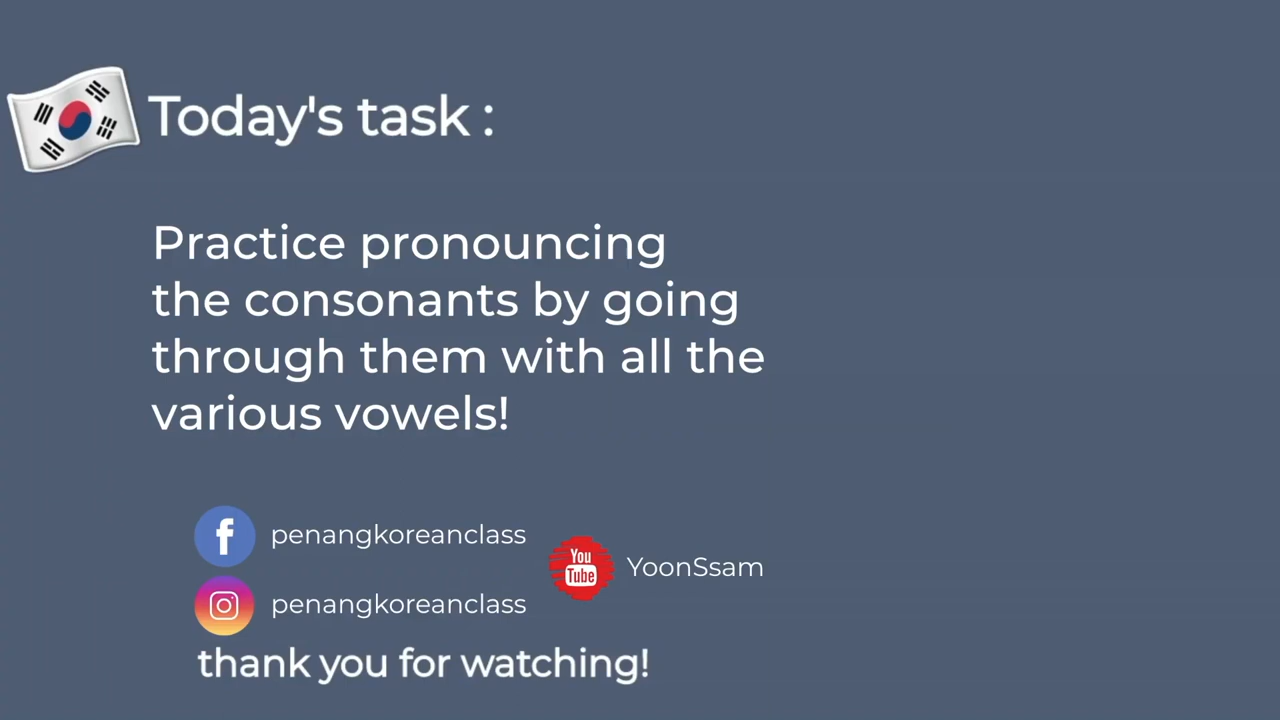 Today's task :
Practice pronouncing
the consonants by going
through them with all the
various vowels!
f penangkoreanclass
You
Tube
YoonSsam
penangkoreanclass
thank you for watching!